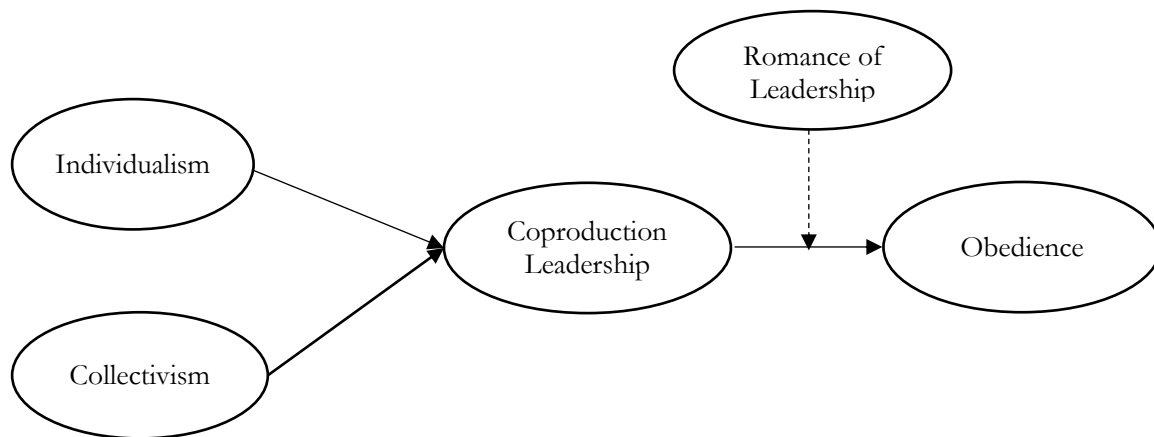 Romance of
Leadership
Individualism
Coproduction
Leadership
Obedience
Collectivism